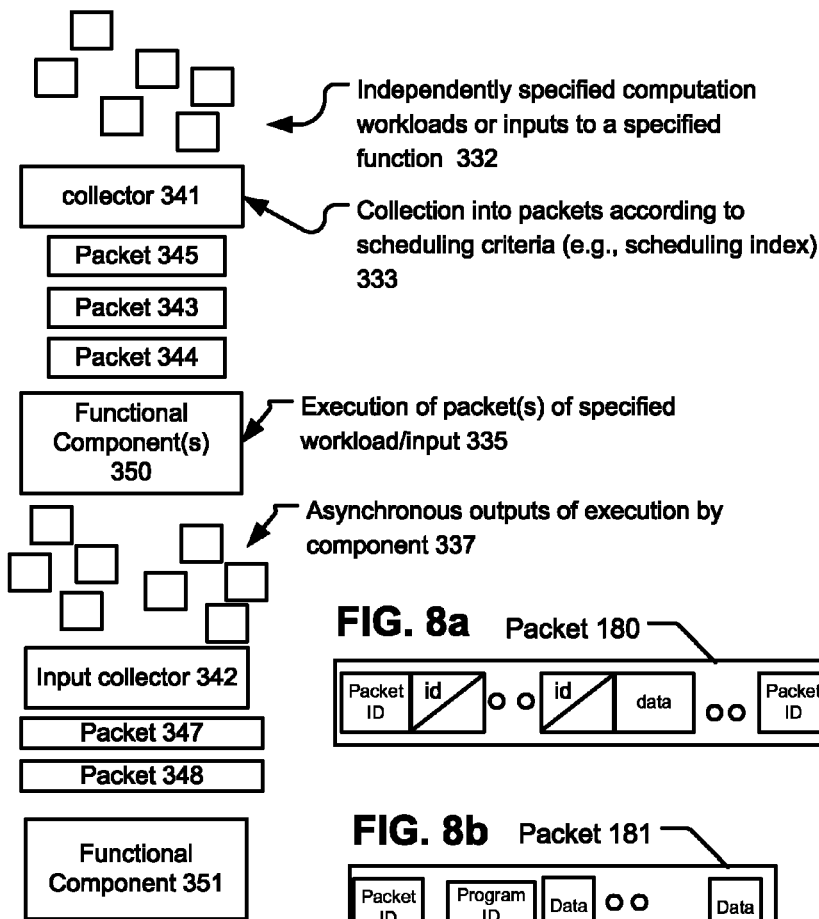 Independently specified computation
workloads or inputs to a specified
function 332
collector 341
Collection into packets according to
scheduling criteria (e.g., scheduling index)
333
Packet 345
Packet 343
Packet 344
Functional
Component(s)
350
Execution of packet(s) of specified
workload/input 335
Asynchronous outputs of execution by
component 337
FIG. 8a Packet 180
Packet
ID
id
id
data
Packet
ID
Input collector 342
Packet 347
Packet 348
Functional
Component 351
FIG. 8b Packet 181
Packet
ID
Program
ID
Data
Data